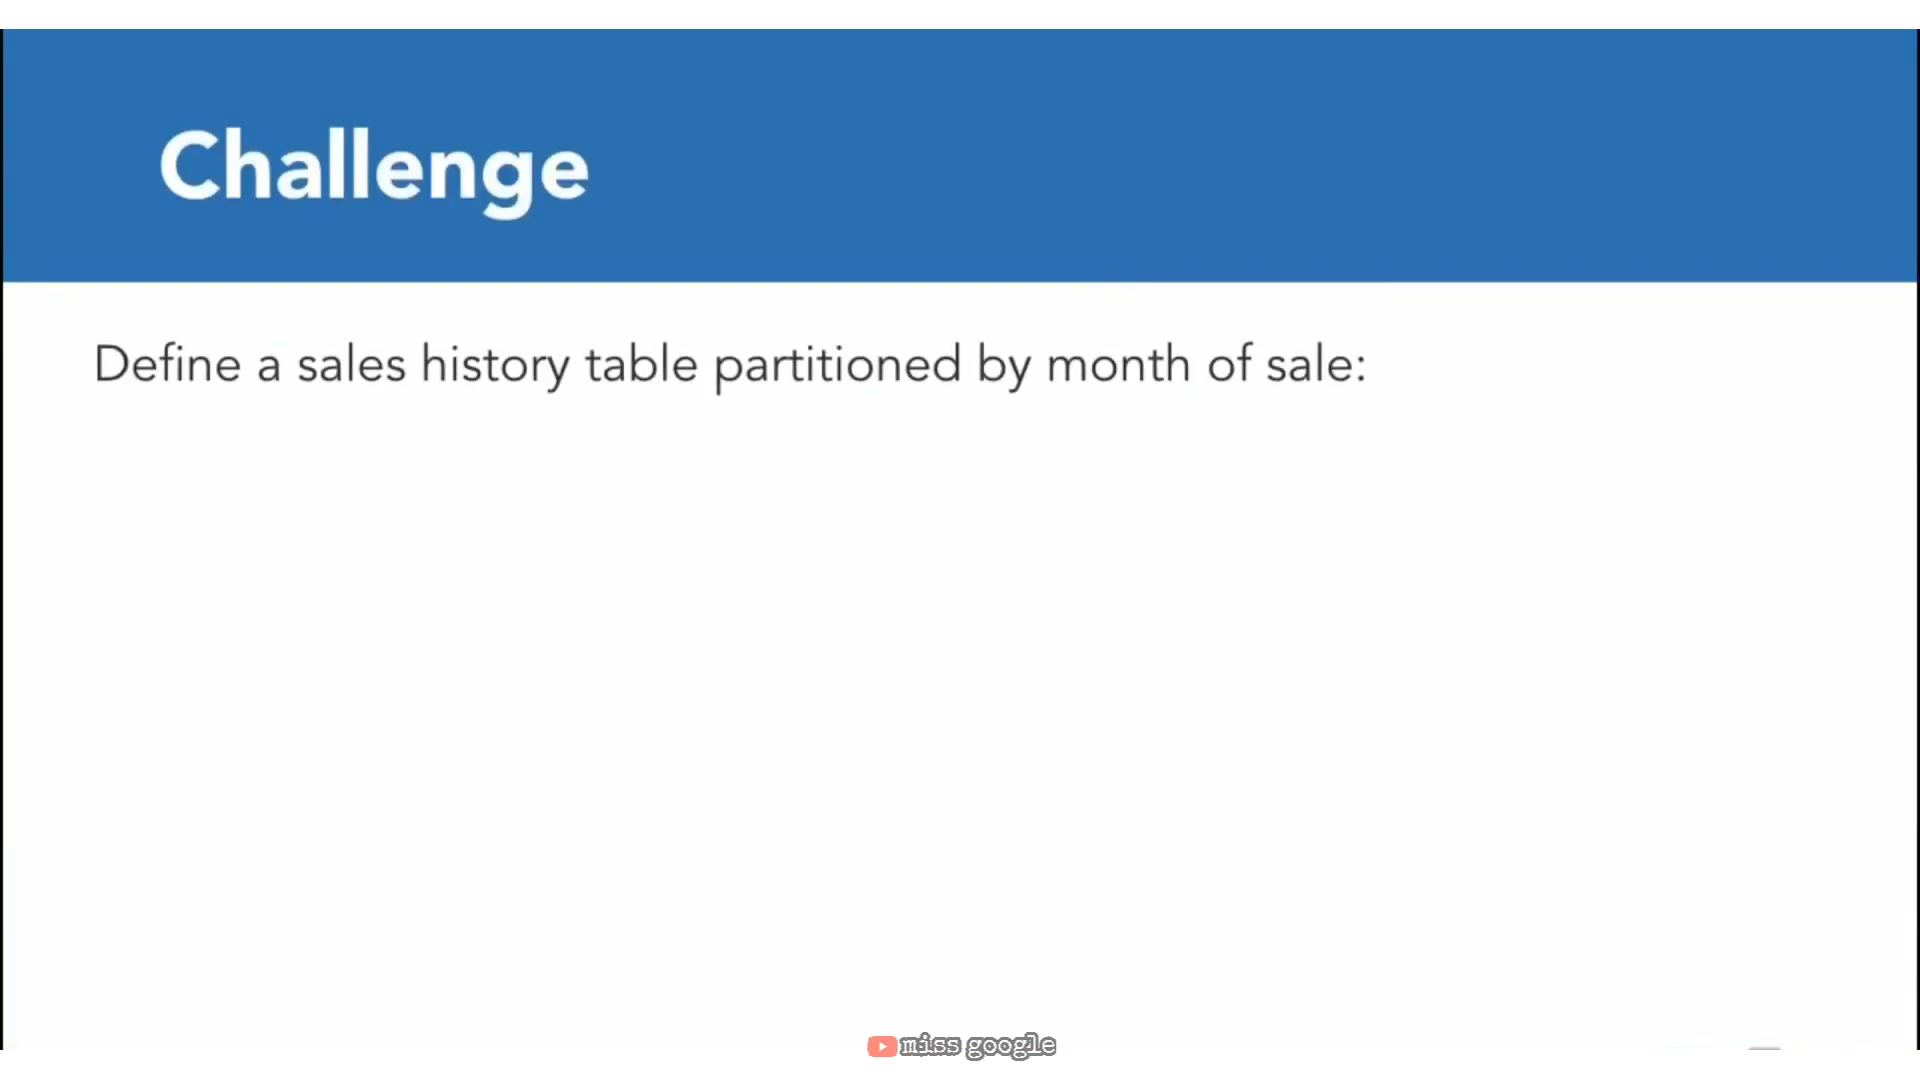 Challenge
Define a sales history table partitioned by month of sale:
miss google